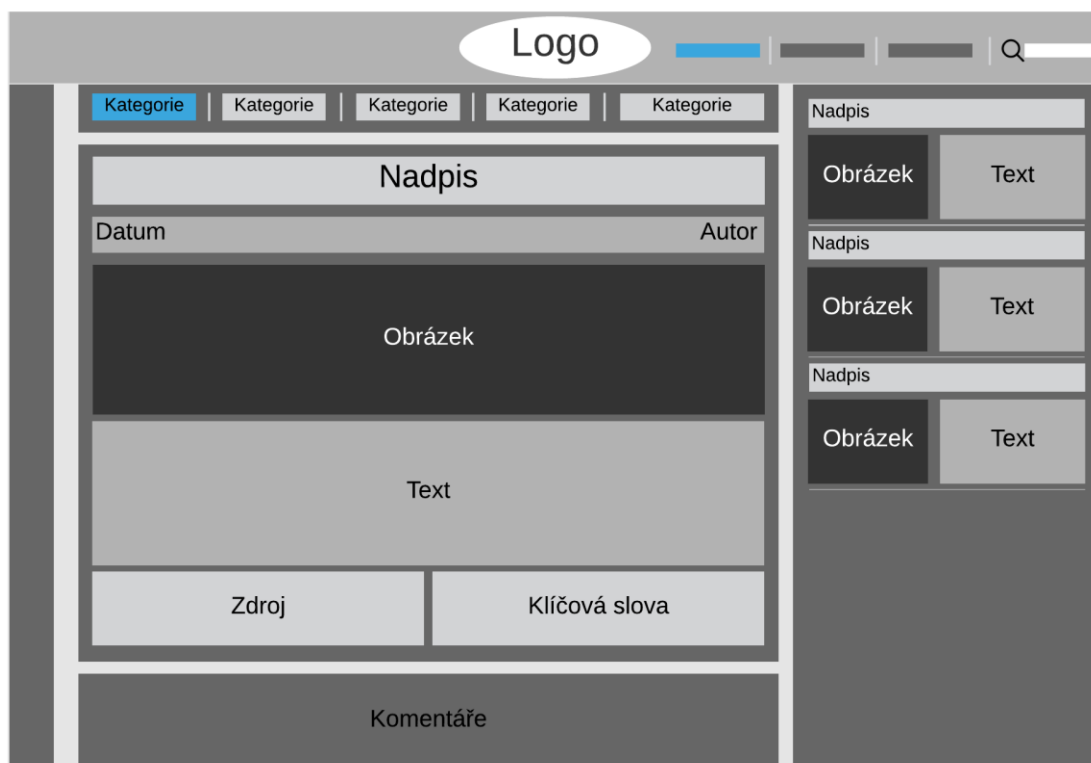 Logo
Kategorie Kategorie Kategorie Kategorie Kategorie
Nadpis
Datum Autor
Obrázek
Text
Zdroj Klíčová slova
Komentáře
Nadpis
Obrázek Text
Nadpis
Obrázek Text
Nadpis
Obrázek Text